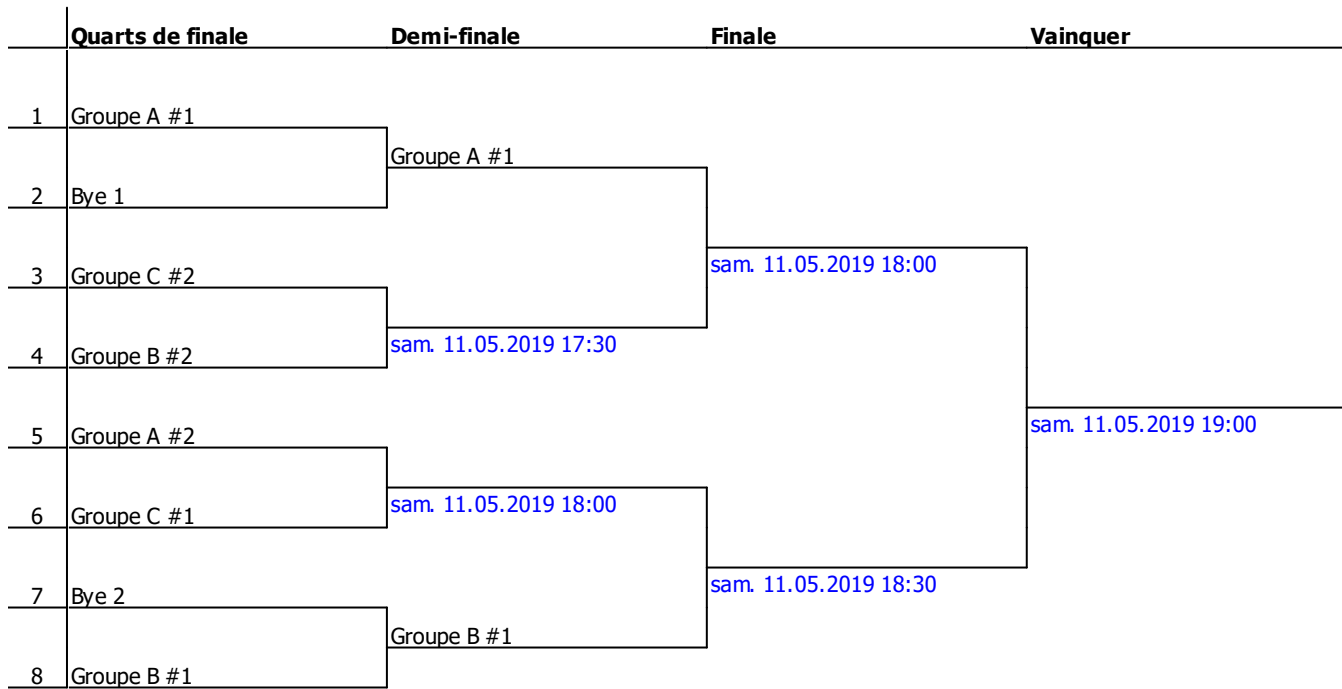 Quarts de finale Demi-finale Finale Vainquer
1 Groupe A #1
Groupe A #1
2 Bye 1
sam. 11.05.2019 18:00
3 Groupe C #2
sam. 11.05.2019 17:30
4 Groupe B #2
sam. 11.05.2019 19:00
5 Groupe A #2
sam. 11.05.2019 18:00
6 Groupe C #1
sam. 11.05.2019 18:30
7 Bye 2
Groupe B #1
8 Groupe B #1